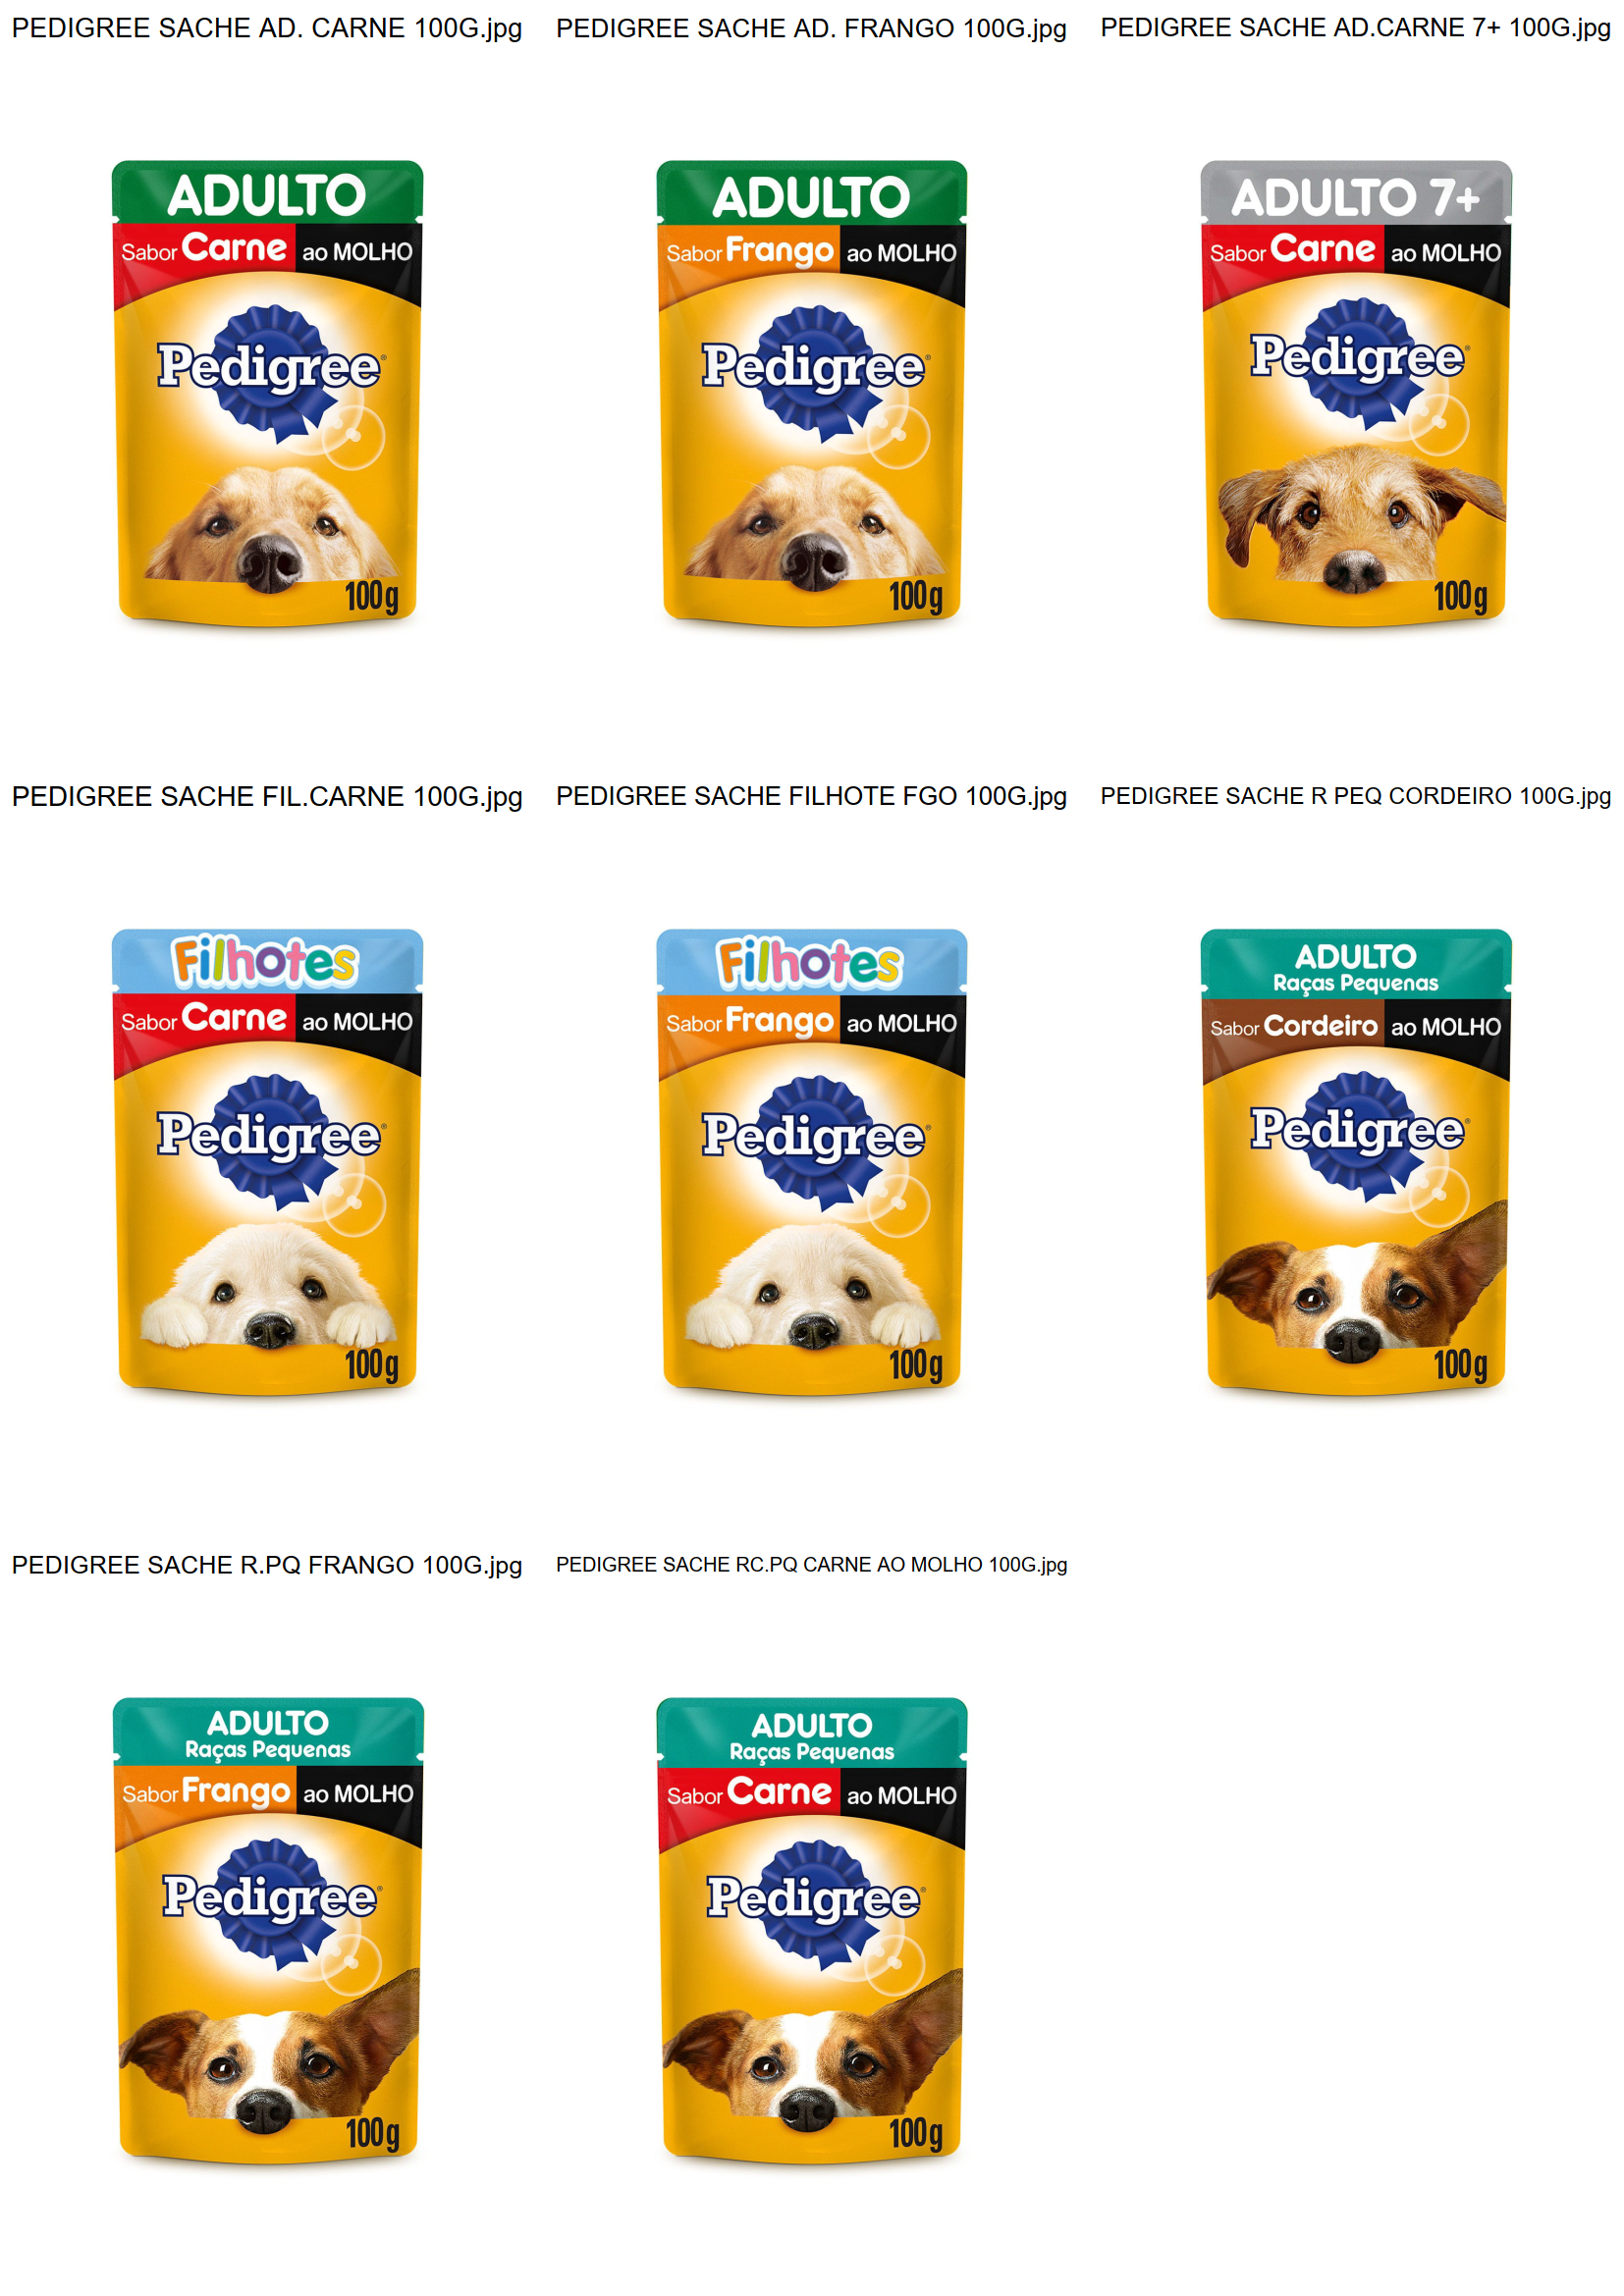 PEDIGREE SACHE AD. CARNE 100G.jpg
PEDIGREE SACHE AD. FRANGO 100G.jpg
PEDIGREE SACHE AD.CARNE 7+ 100G.jpg
ADULTO
Sabor Carne ao MOLHO
Pedigree®
100g
ADULTO
Sabor Frango ao MOLHO
Pedigree®
100g
ADULTO 7+
Sabor Carne ao MOLHO
Pedigree®
100g
PEDIGREE SACHE FIL.CARNE 100G.jpg
PEDIGREE SACHE FILHOTE FGO 100G.jpg
PEDIGREE SACHE R PEQ CORDEIRO 100G.jpg
Filhotes
Sabor Carne ao MOLHO
Pedigree®
100g
Filhotes
Sabor Frango ao MOLHO
Pedigree®
100g
ADULTO
Raças Pequenas
Sabor Cordeiro ao MOLHO
Pedigree®
100g
PEDIGREE SACHE R.PQ FRANGO 100G.jpg
PEDIGREE SACHE RC.PQ CARNE AO MOLHO 100G.jpg
ADULTO
Raças Pequenas
Sabor Frango ao MOLHO
Pedigree®
100g
ADULTO
Raças Pequenas
Sabor Carne ao MOLHO
Pedigree®
100g